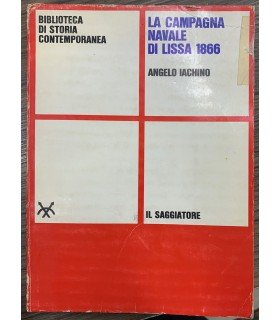 BIBLIOTECA
DI STORIA
CONTEMPORANEA
LA CAMPAGNA
NAVALE
DI LISSA 1866
ANGELO IACHINO
IL SAGGIATORE